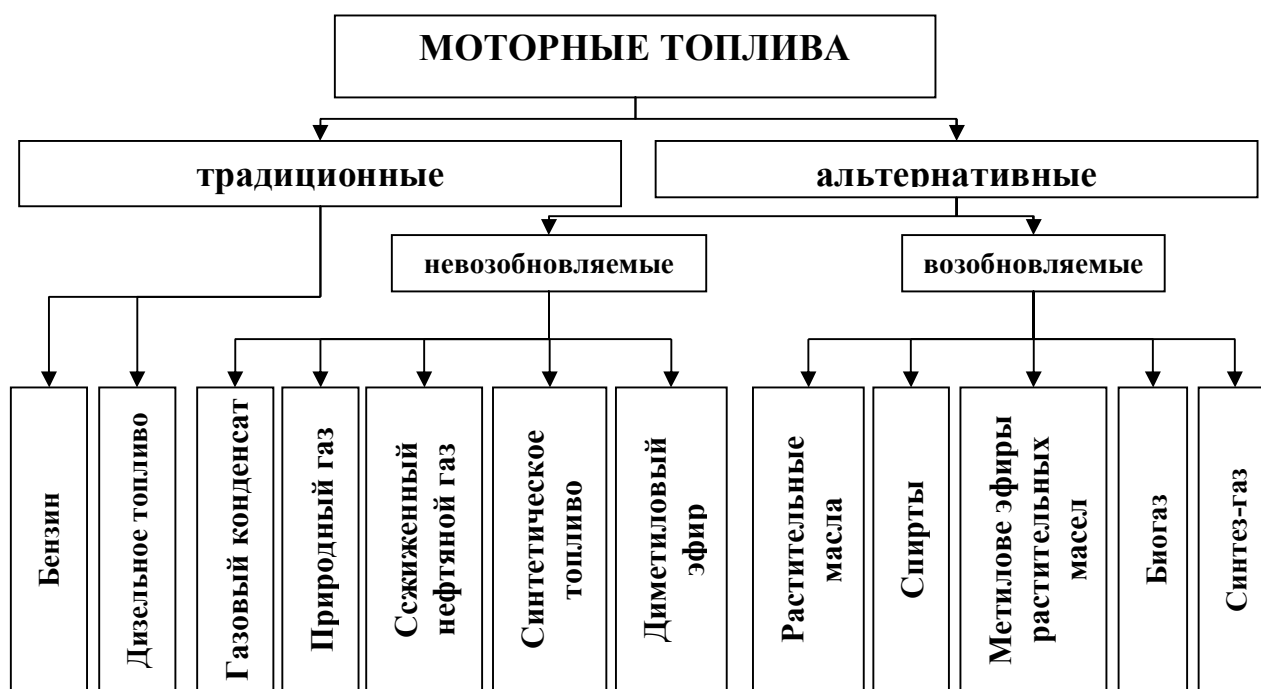 МОТОРНЫЕ ТОПЛИВА
традиционные
альтернативные
невозобновляемые
возобновляемые
Бензин
Дизельное топливо
Газовый конденсат
Природный газ
Ссжиженный
нефтяной газ
Синтетическое
топливо
Диметиловый
эфир
Растительные
масла
Спирты
Метилове эфиры
растительных
масел
Биогаз
Синтез-газ